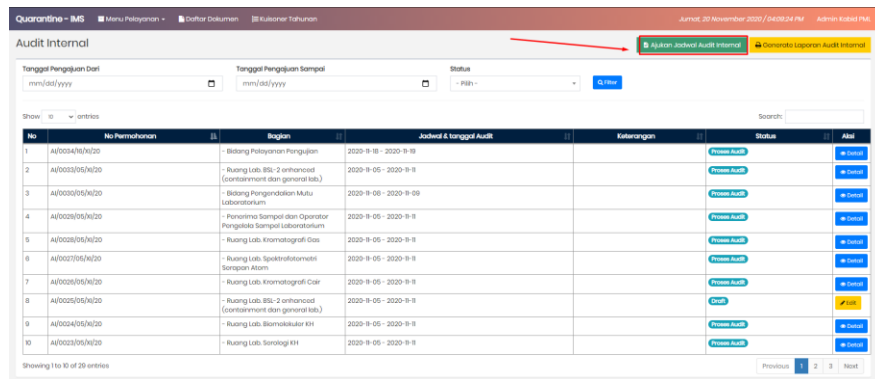 Quarantine - IMS Menu Pelayanan Daftar Dokumen Kuisoner Tahunan Jumat, 20 November 2020 / 04:09:24 PM Admin Kabid PML
Audit Internal Ajukan Jadwal Audit Internal Generate Laporan Audit Internal
Tanggal Pengajuan Dari Tanggal Pengajuan Sampai Status
mm/dd/yyyy mm/dd/yyyy - Pilih - Filter
Show 10 entries Search:
No No Permohonan Bagian Jadwal & tanggal Audit Keterangan Status Aksi
1 AI/0034/16/XI/20 - Bidang Pelayanan Pengujian 2020-11-18 - 2020-11-19 Proses Audit Detail
2 AI/0033/05/XI/20 - Ruang Lab. BSL-2 enhanced 2020-11-05 - 2020-11-11 Proses Audit Detail
(containment dan general lab.)
3 AI/0030/05/XI/20 - Bidang Pengendalian Mutu 2020-11-08 - 2020-11-09 Proses Audit Detail
Laboratorium
4 AI/0029/05/XI/20 - Penerima Sampel dan Operator 2020-11-05 - 2020-11-11 Proses Audit Detail
Pengelola Sampel Laboratorium
5 AI/0028/05/XI/20 - Ruang Lab. Kromatografi Gas 2020-11-05 - 2020-11-11 Proses Audit Detail
6 AI/0027/05/XI/20 - Ruang Lab. Spektrofotometri 2020-11-05 - 2020-11-11 Proses Audit Detail
Serapan Atom
7 AI/0026/05/XI/20 - Ruang Lab. Kromatografi Cair 2020-11-05 - 2020-11-11 Proses Audit Detail
8 AI/0025/05/XI/20 - Ruang Lab. BSL-2 enhanced 2020-11-05 - 2020-11-11 Draft Edit
(containment dan general lab.)
9 AI/0024/05/XI/20 - Ruang Lab. Biomolekuler KH 2020-11-05 - 2020-11-11 Proses Audit Detail
10 AI/0023/05/XI/20 - Ruang Lab. Serologi KH 2020-11-05 - 2020-11-11 Proses Audit Detail
Showing 1 to 10 of 29 entries Previous 1 2 3 Next